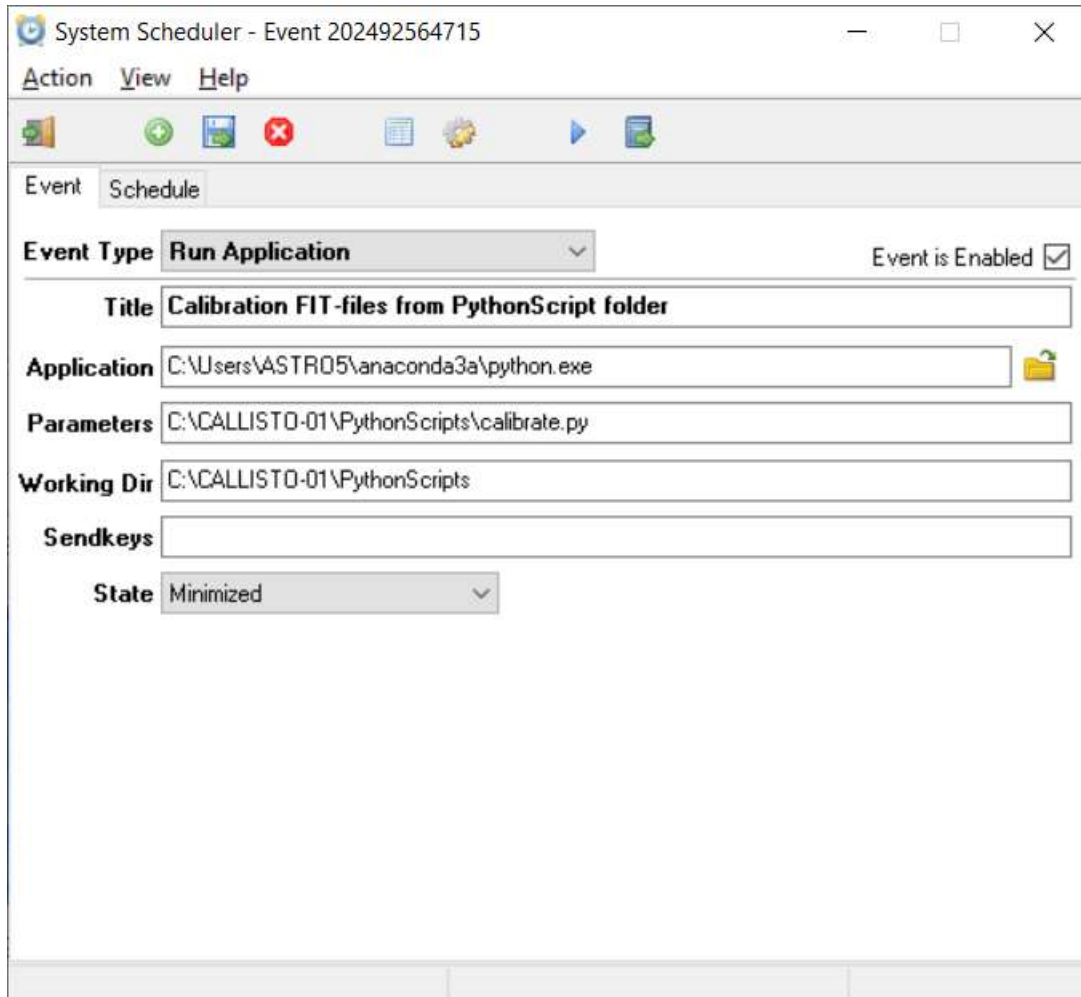 System Scheduler - Event 202492564715
Action View Help
Event Schedule
Event Type Run Application Event is Enabled
Title Calibration FIT-files from PythonScript folder
Application C:\Users\ASTRO5\anaconda3a\python.exe
Parameters C:\CALLISTO-01\PythonScripts\calibrate.py
Working Dir C:\CALLISTO-01\PythonScripts
Sendkeys
State Minimized